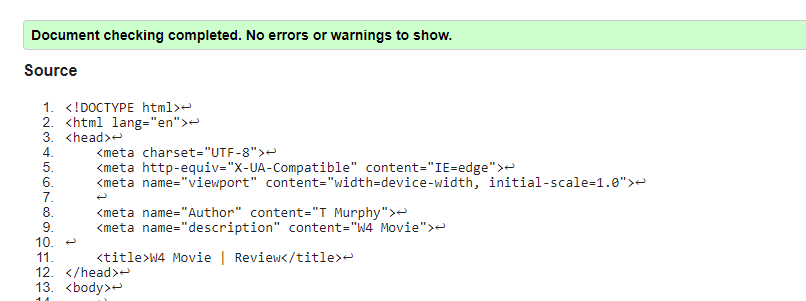 Document checking completed. No errors or warnings to show.
Source
1. <!DOCTYPE html>↩
2. <html lang="en">↩
3. <head>↩
4.     <meta charset="UTF-8">↩
5.     <meta http-equiv="X-UA-Compatible" content="IE=edge">↩
6.     <meta name="viewport" content="width=device-width, initial-scale=1.0">↩
7.     ↩
8.     <meta name="Author" content="T Murphy">↩
9.     <meta name="description" content="W4 Movie">↩
10. ↩
11.     <title>W4 Movie | Review</title>↩
12. </head>↩
13. <body>↩